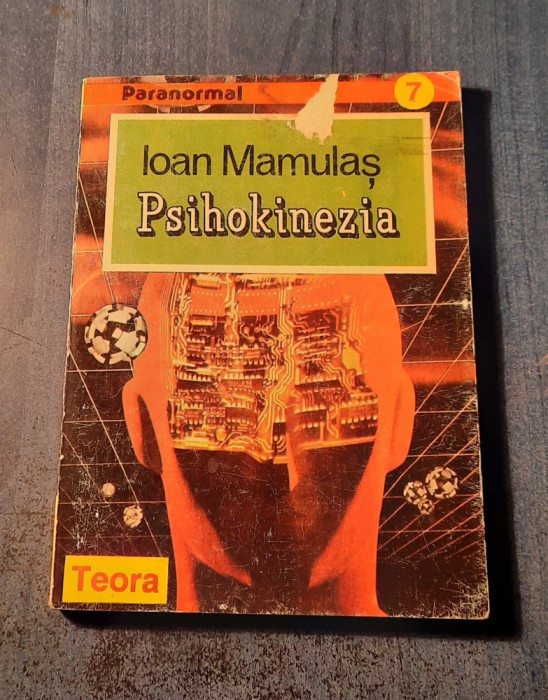 Paranormal
7
Ioan Mamulaș
Psihokinezia
Teora